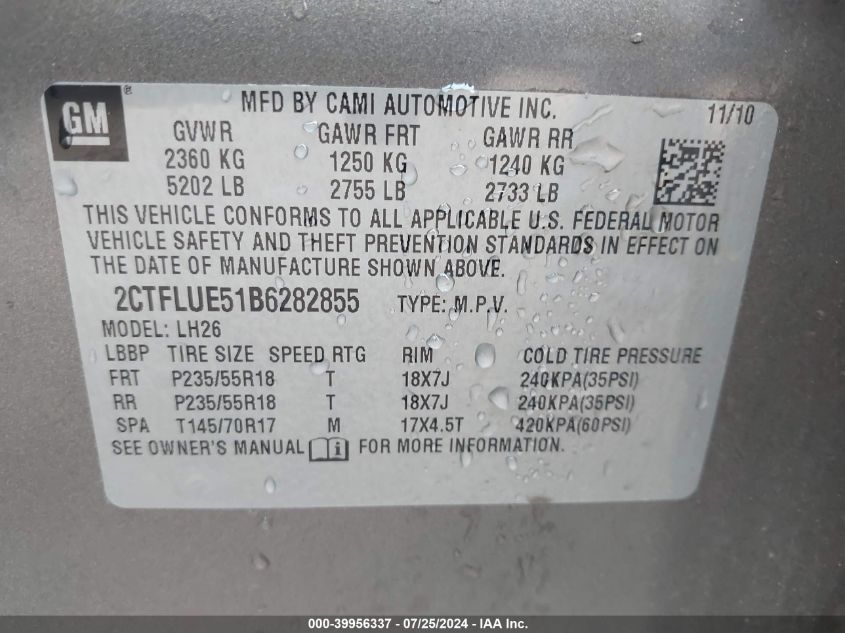 GM®
MFD BY CAMI AUTOMOTIVE INC. 11/10
GVWR GAWR FRT GAWR RR
2360 KG 1250 KG 1240 KG
5202 LB 2755 LB 2733 LB
THIS VEHICLE CONFORMS TO ALL APPLICABLE U.S. FEDERAL MOTOR
VEHICLE SAFETY AND THEFT PREVENTION STANDARDS IN EFFECT ON
THE DATE OF MANUFACTURE SHOWN ABOVE.
2CTFLUE51B6282855 TYPE: M.P.V.
MODEL: LH26
LBBP TIRE SIZE SPEED RTG RIM COLD TIRE PRESSURE
FRT P235/55R18 T 18X7J 240KPA(35PSI)
RR P235/55R18 T 18X7J 240KPA(35PSI)
SPA T145/70R17 M 17X4.5T 420KPA(60PSI)
SEE OWNER'S MANUAL i FOR MORE INFORMATION.
000-39956337 - 07/25/2024 - IAA Inc.